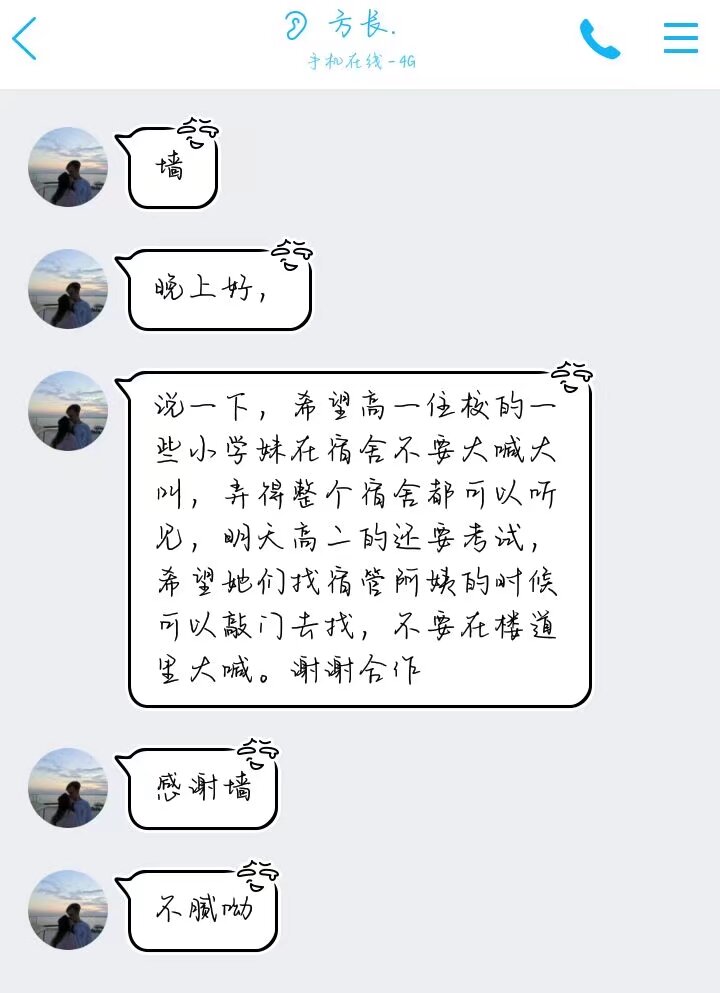 方长.
手机在线-4G
墙
晚上好,
说一下,希望高一住校的一
些小学妹在宿舍不要大喊大
叫,弄得整个宿舍都可以听
见,明天高二的还要考试,
希望她们找宿管阿姨的时候
可以敲门去找,不要在楼道
里大喊。谢谢合作
感谢墙
不腻呦